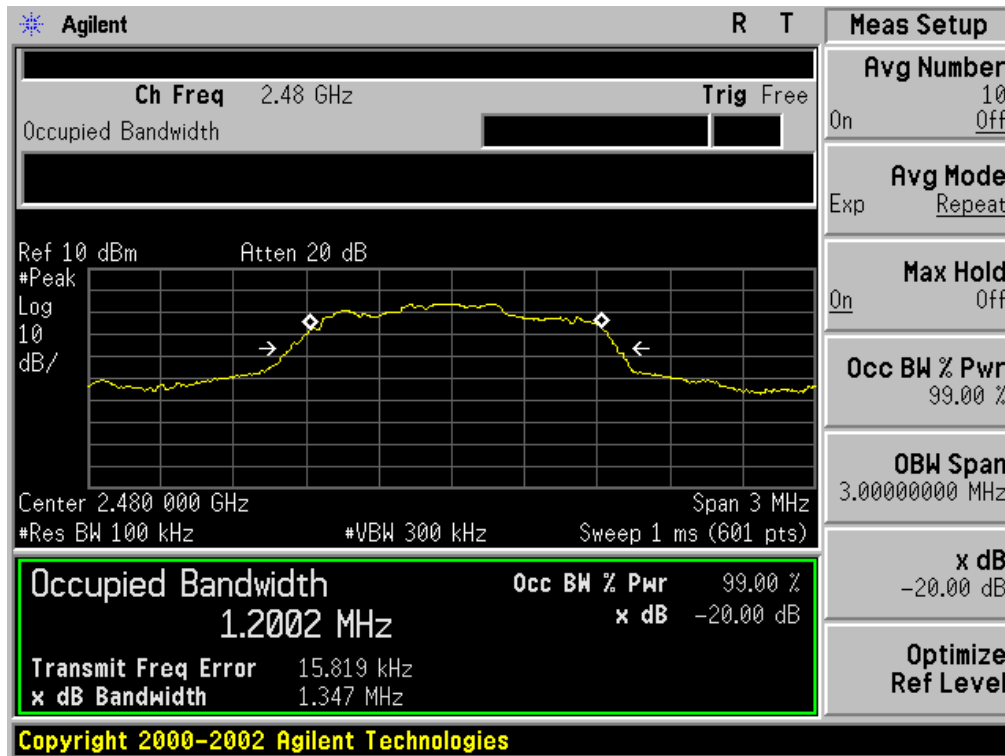 Agilent R T
Ch Freq 2.48 GHz Trig Free
Occupied Bandwidth
Ref 10 dBm Atten 20 dB
#Peak
Log
10
dB/
Center 2.480 000 GHz Span 3 MHz
#Res BW 100 kHz #VBW 300 kHz Sweep 1 ms (601 pts)
Occupied Bandwidth Occ BW % Pwr 99.00 %
1.2002 MHz x dB -20.00 dB
Transmit Freq Error 15.819 kHz
x dB Bandwidth 1.347 MHz
Copyright 2000-2002 Agilent Technologies
Meas Setup
Avg Number
10
On Off
Avg Mode
Exp Repeat
Max Hold
On Off
Occ BW % Pwr
99.00 %
OBW Span
3.00000000 MHz
x dB
-20.00 dB
Optimize
Ref Level